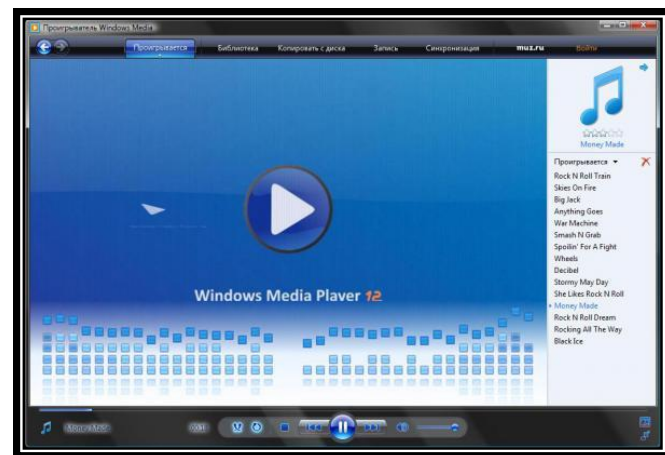 Проигрыватель Windows Media
Проигрывается Библиотека Копировать с диска Запись Синхронизация muz.ru Войти
Money Made
Проигрывается
Rock N Roll Train
Skies On Fire
Big Jack
Anything Goes
War Machine
Smash N Grab
Spoilin' For A Fight
Wheels
Decibel
Stormy May Day
She Likes Rock N Roll
Money Made
Rock N Roll Dream
Rocking All The Way
Black Ice
Windows Media Player 12
Money Made